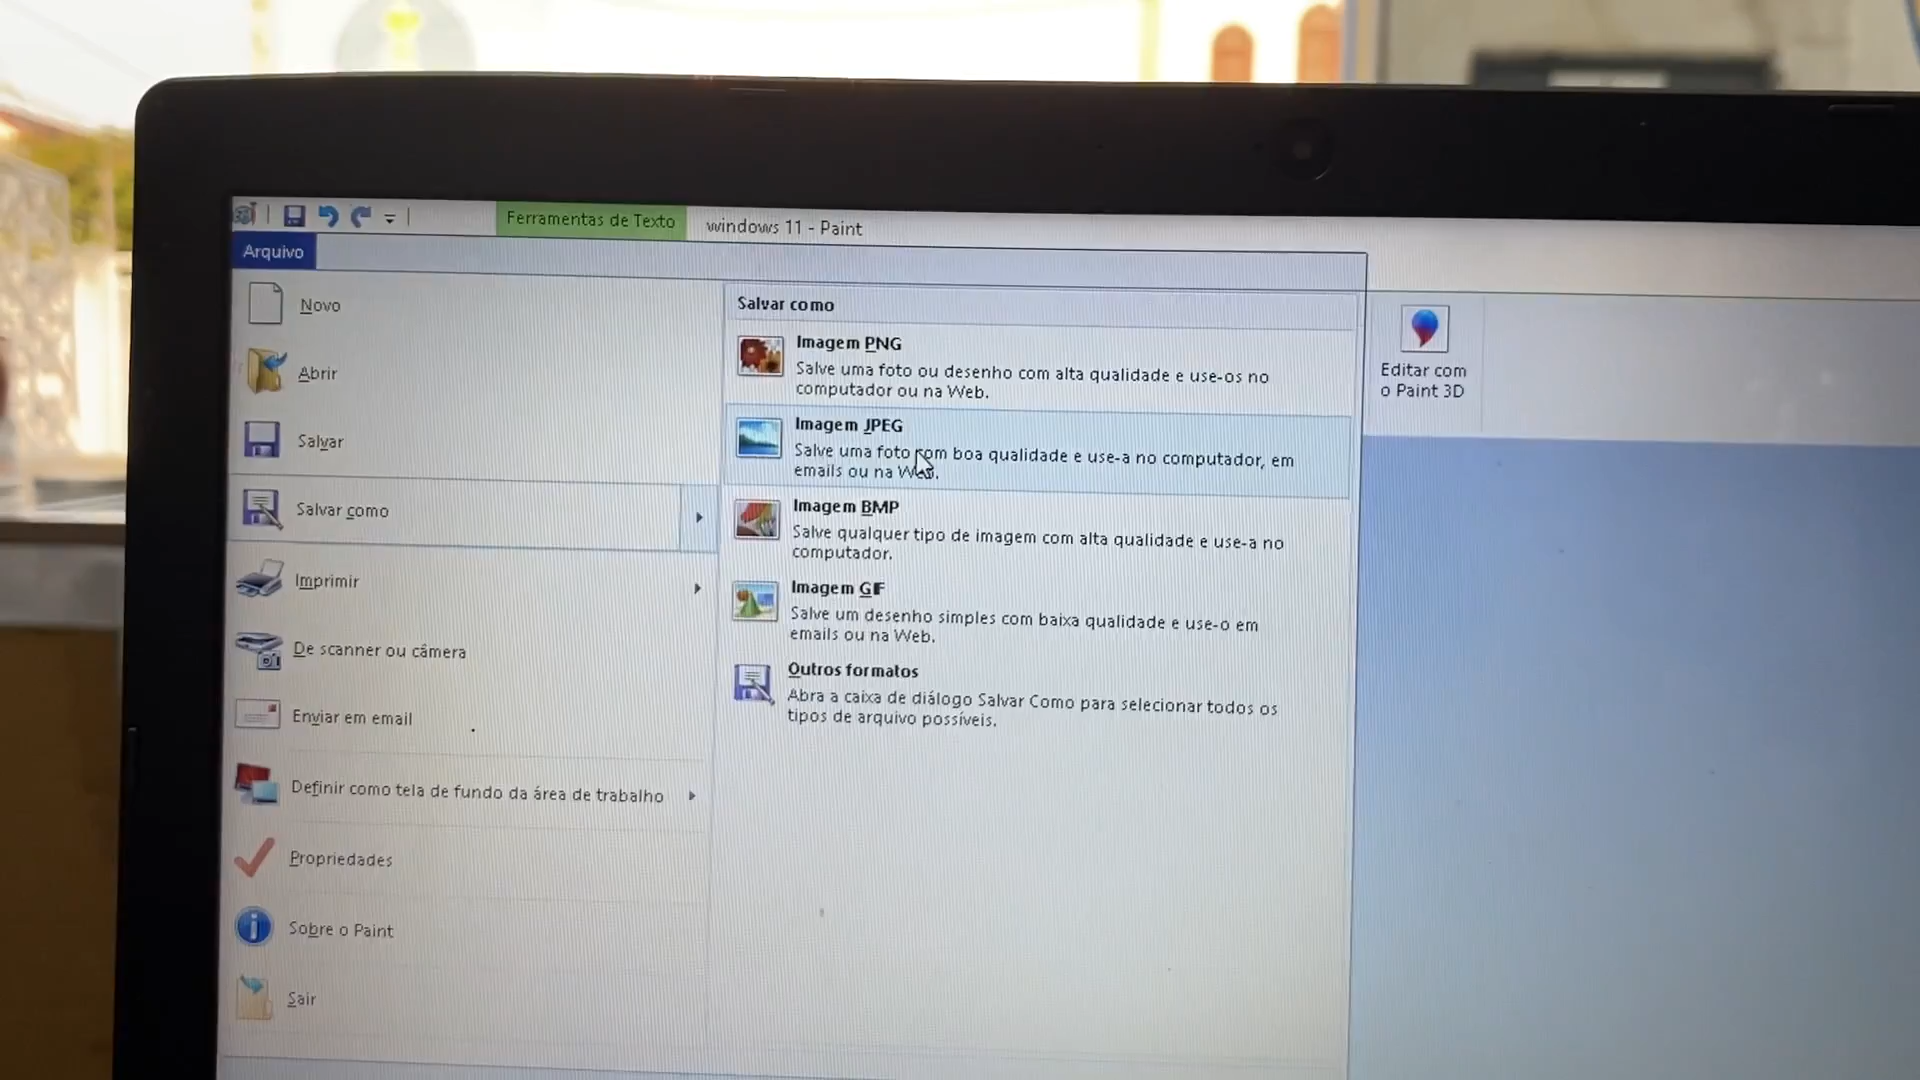 Ferramentas de Texto
windows 11 - Paint
Arquivo
Novo
Abrir
Salvar
Salvar como
Imprimir
De scanner ou câmera
Enviar em email
Definir como tela de fundo da área de trabalho
Propriedades
Sobre o Paint
Sair
Salvar como
Imagem PNG
Salve uma foto ou desenho com alta qualidade e use-os no
computador ou na Web.
Imagem JPEG
Salve uma foto com boa qualidade e use-a no computador, em
emails ou na Web.
Imagem BMP
Salve qualquer tipo de imagem com alta qualidade e use-a no
computador.
Imagem GIF
Salve um desenho simples com baixa qualidade e use-o em
emails ou na Web.
Outros formatos
Abra a caixa de diálogo Salvar Como para selecionar todos os
tipos de arquivo possíveis.
Editar com
o Paint 3D